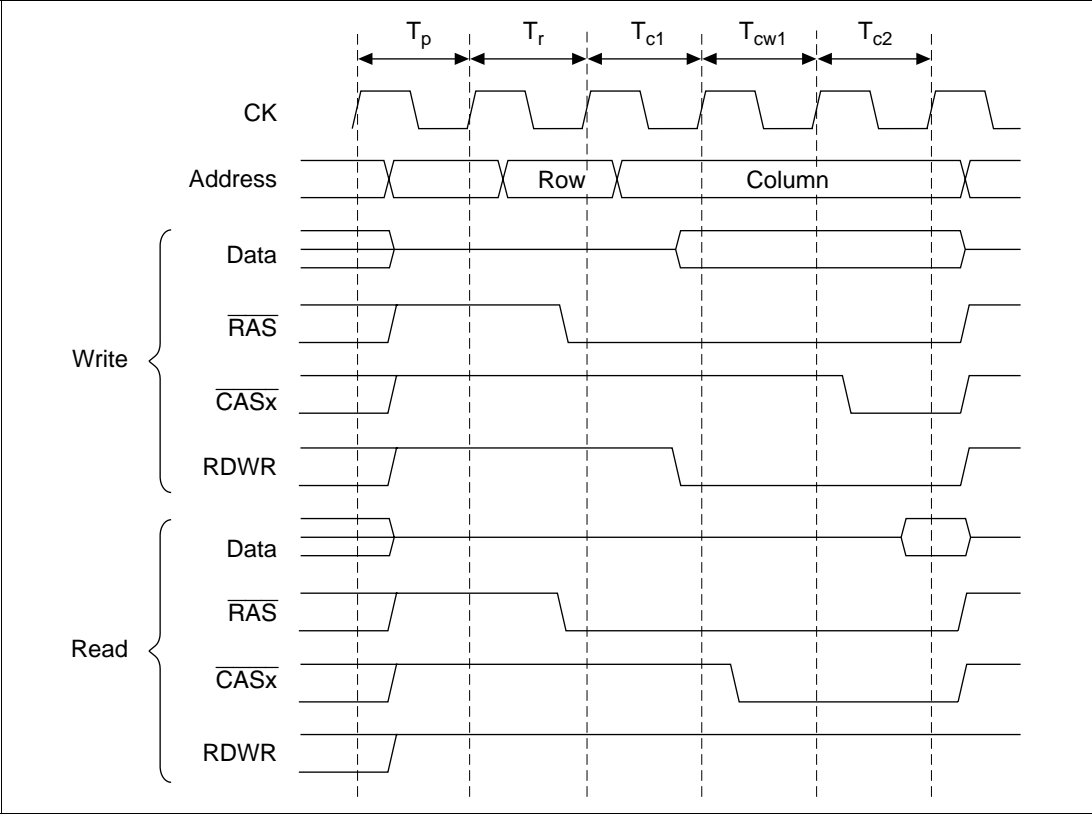 Tp Tr Tc1 Tcw1 Tc2
CK
Address Row Column
Data
RAS
Write
CASx
RDWR
Data
RAS
Read
CASx
RDWR